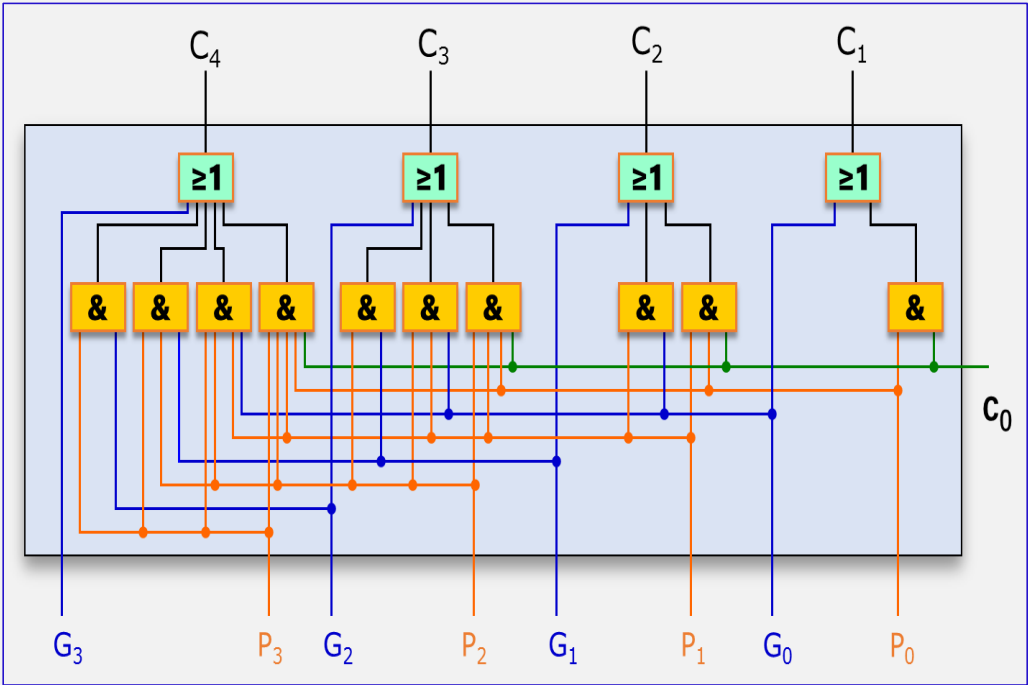 C₄ C₃ C₂ C₁
≥1 ≥1 ≥1 ≥1
& & & & & & & & & &
c₀
G₃ P₃ G₂ P₂ G₁ P₁ G₀ P₀